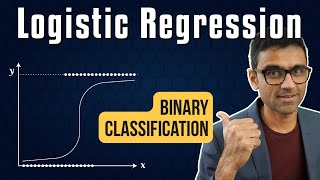 Logistic Regression
y
BINARY
CLASSIFICATION
x